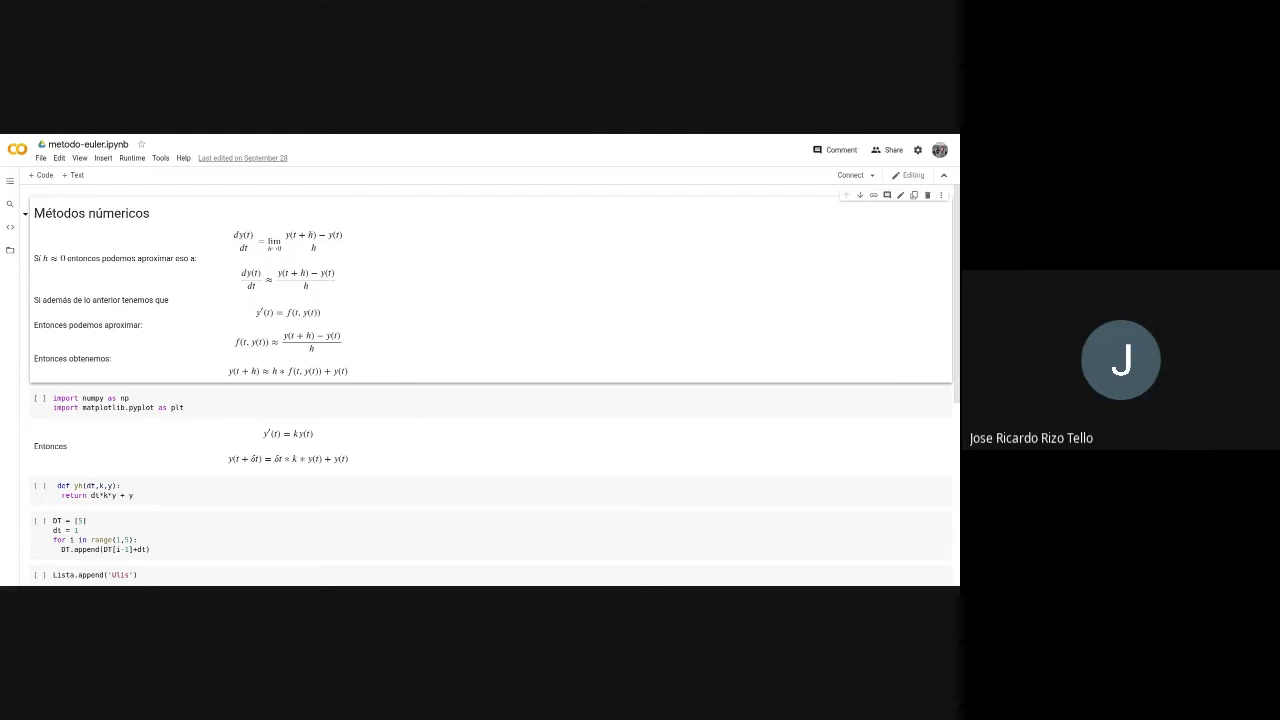 metodo-euler.ipynb
File Edit View Insert Runtime Tools Help Last edited on September 28
Comment Share
+ Code + Text
Connect Editing
Métodos númericos
dy(t)/dt = lim h→0 y(t + h) − y(t)/h
Sí h ≈ 0 entonces podemos aproximar eso a:
dy(t)/dt ≈ y(t + h) − y(t)/h
Si además de lo anterior tenemos que
y′(t) = f(t, y(t))
Entonces podemos aproximar:
f(t, y(t)) ≈ y(t + h) − y(t)/h
Entonces obtenemos:
y(t + h) ≈ h ∗ f(t, y(t)) + y(t)
[ ] import numpy as np
import matplotlib.pyplot as plt
y′(t) = ky(t)
Entonces
y(t + δt) = δt ∗ k ∗ y(t) + y(t)
[ ] def yh(dt,k,y):
return dt*k*y + y
[ ] DT = [5]
dt = 1
for i in range(1,5):
DT.append(DT[i-1]+dt)
[ ] Lista.append('Ulis')
J
Jose Ricardo Rizo Tello